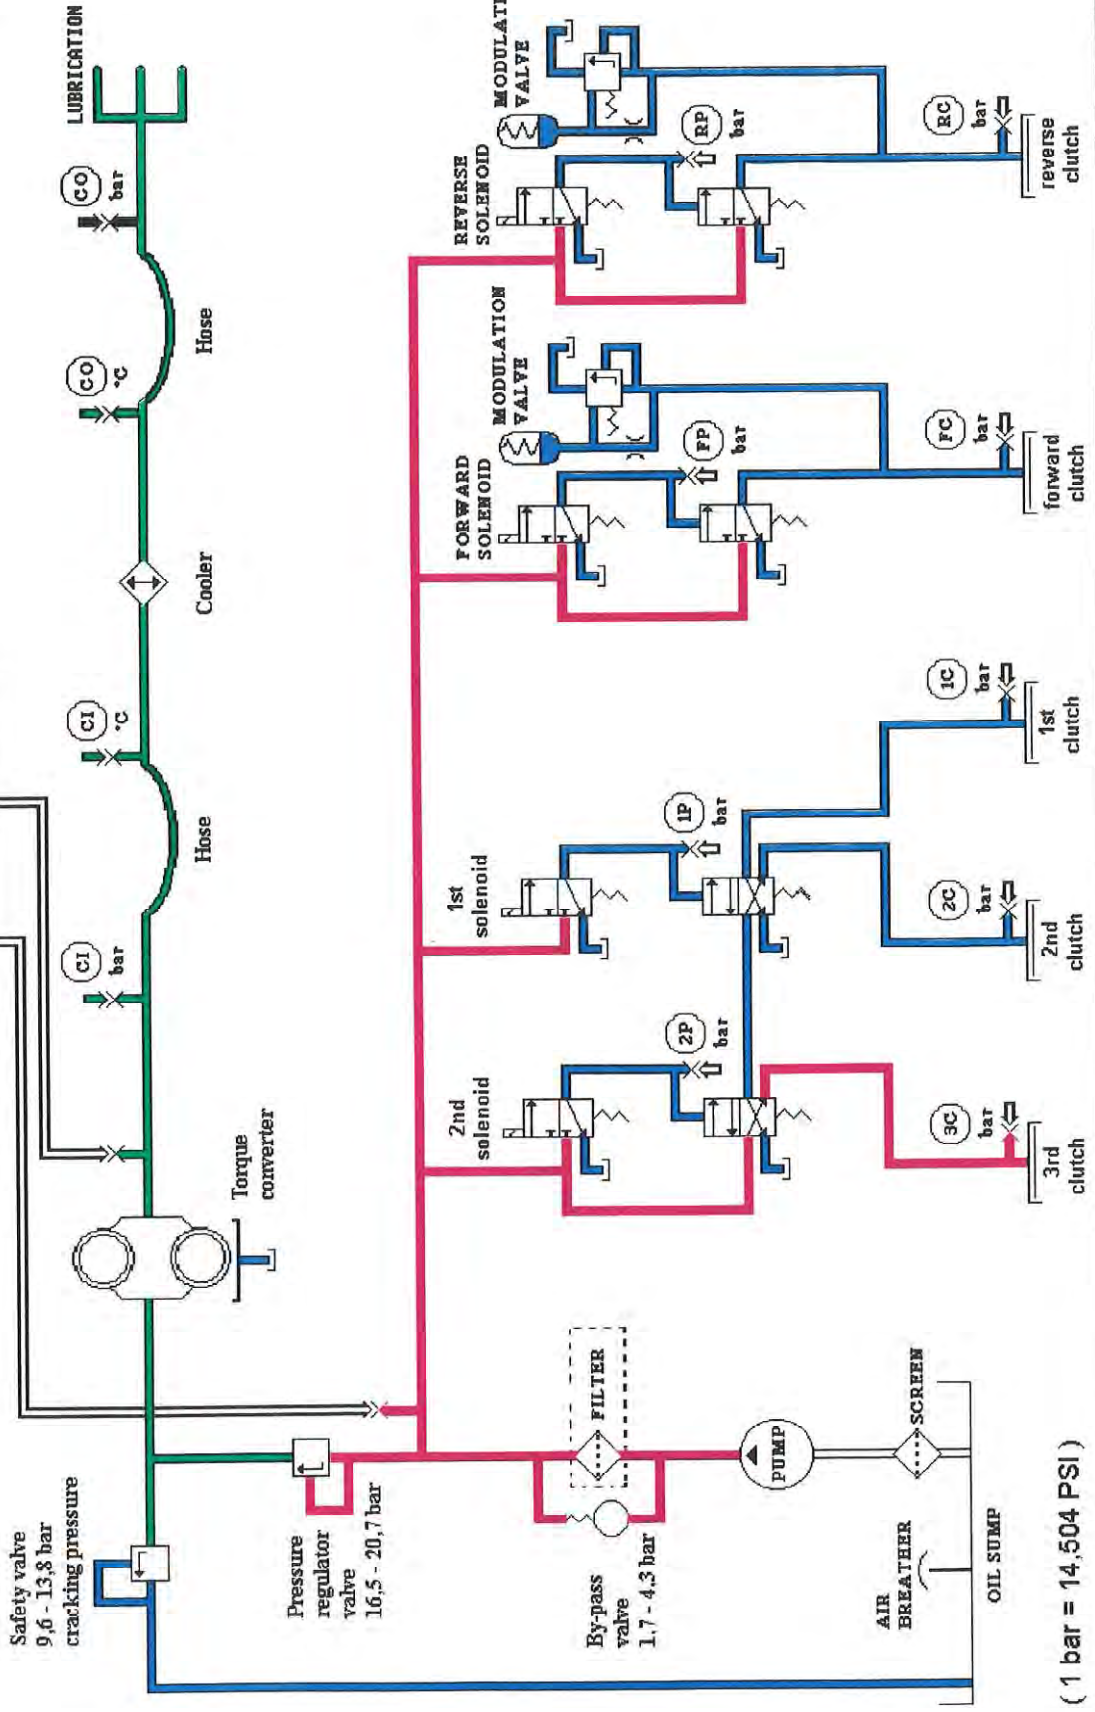 Safety valve
9,6 - 13,8 bar
cracking pressure
CI
bar
CI
°C
CO
°C
CO
bar
LUBRICATION
Hose
Cooler
Hose
Torque
converter
Pressure
regulator
valve
16,5 - 20,7 bar
By-pass
valve
1,7 - 4.3 bar
FILTER
PUMP
SCREEN
AIR
BREATHER
OIL SUMP
2nd
solenoid
1st
solenoid
FORWARD
SOLENOID
MODULATION
VALVE
REVERSE
SOLENOID
MODULATI
VALVE
2P
bar
1P
bar
FP
bar
RP
bar
3C
bar
2C
bar
1C
bar
FC
bar
RC
bar
3rd
clutch
2nd
clutch
1st
clutch
forward
clutch
reverse
clutch
( 1 bar = 14,504 PSI )